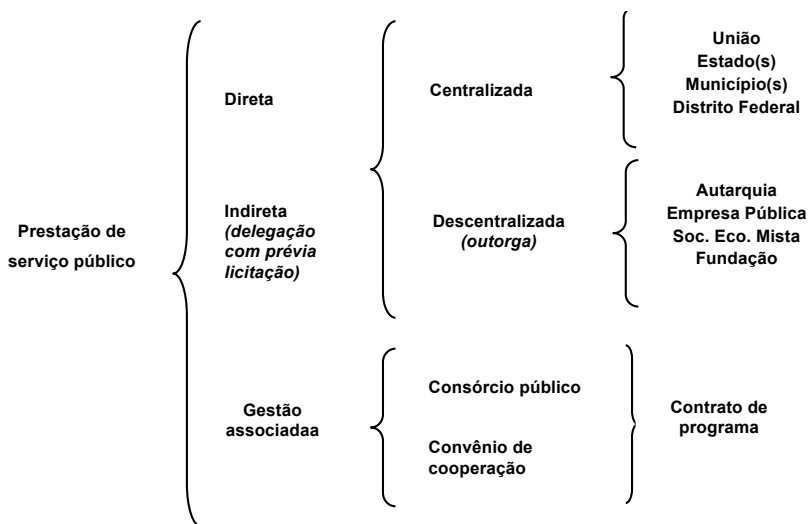 Prestação de
serviço público
Direta
Indireta
(delegação
com prévia
licitação)
Gestão
associadaa
Centralizada
Descentralizada
(outorga)
Consórcio público
Convênio de
cooperação
União
Estado(s)
Município(s)
Distrito Federal
Autarquia
Empresa Pública
Soc. Eco. Mista
Fundação
Contrato de
programa